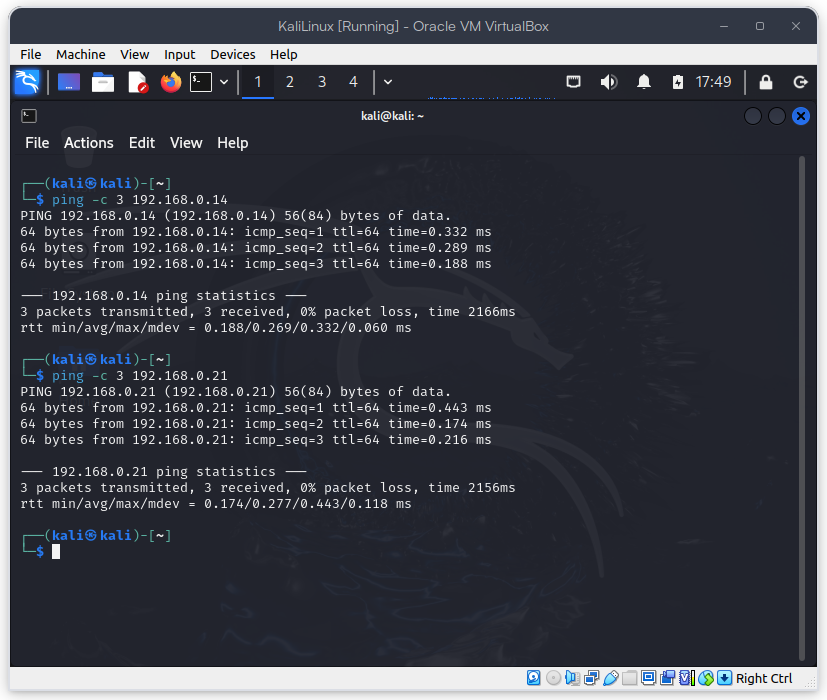 KaliLinux [Running] - Oracle VM VirtualBox
File Machine View Input Devices Help
1 2 3 4 17:49
kali@kali: ~
File Actions Edit View Help
┌──(kali㉿kali)-[~]
└─$ ping -c 3 192.168.0.14
PING 192.168.0.14 (192.168.0.14) 56(84) bytes of data.
64 bytes from 192.168.0.14: icmp_seq=1 ttl=64 time=0.332 ms
64 bytes from 192.168.0.14: icmp_seq=2 ttl=64 time=0.289 ms
64 bytes from 192.168.0.14: icmp_seq=3 ttl=64 time=0.188 ms
--- 192.168.0.14 ping statistics ---
3 packets transmitted, 3 received, 0% packet loss, time 2166ms
rtt min/avg/max/mdev = 0.188/0.269/0.332/0.060 ms
┌──(kali㉿kali)-[~]
└─$ ping -c 3 192.168.0.21
PING 192.168.0.21 (192.168.0.21) 56(84) bytes of data.
64 bytes from 192.168.0.21: icmp_seq=1 ttl=64 time=0.443 ms
64 bytes from 192.168.0.21: icmp_seq=2 ttl=64 time=0.174 ms
64 bytes from 192.168.0.21: icmp_seq=3 ttl=64 time=0.216 ms
--- 192.168.0.21 ping statistics ---
3 packets transmitted, 3 received, 0% packet loss, time 2156ms
rtt min/avg/max/mdev = 0.174/0.277/0.443/0.118 ms
┌──(kali㉿kali)-[~]
└─$
Right Ctrl